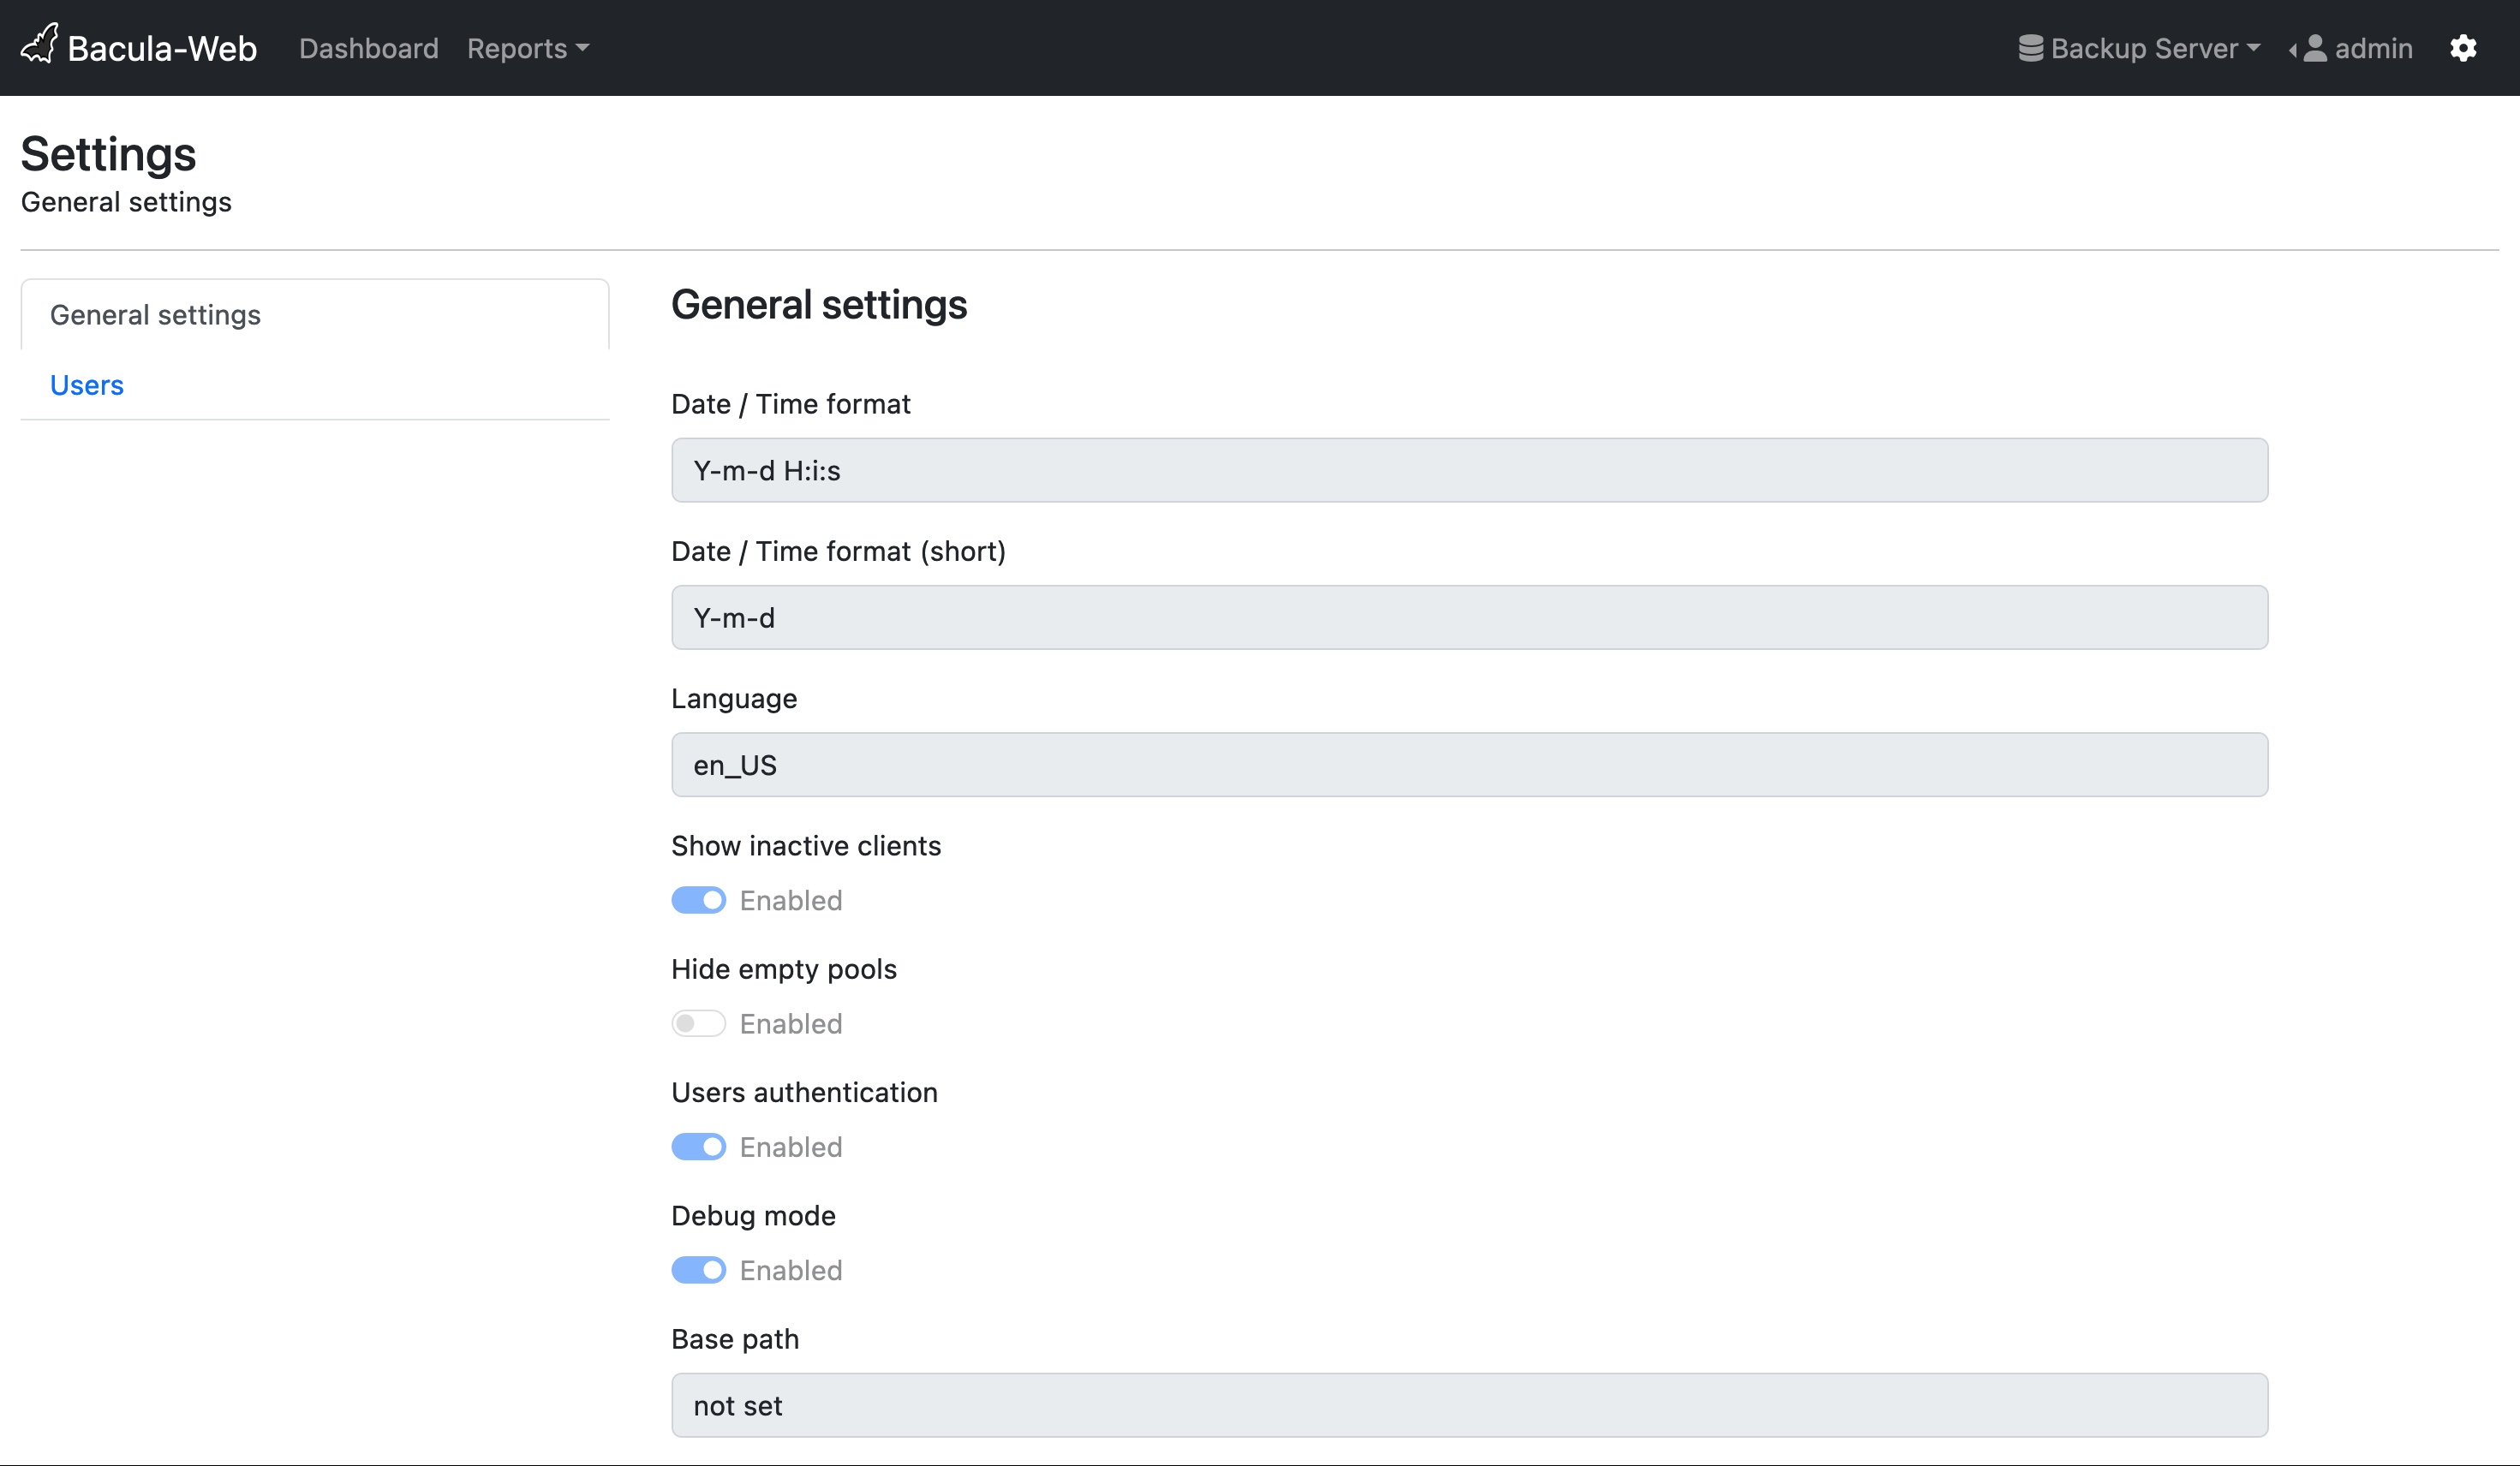 Bacula-Web Dashboard Reports Backup Server admin
Settings
General settings
General settings
Users
General settings
Date / Time format
Y-m-d H:i:s
Date / Time format (short)
Y-m-d
Language
en_US
Show inactive clients
Enabled
Hide empty pools
Enabled
Users authentication
Enabled
Debug mode
Enabled
Base path
not set